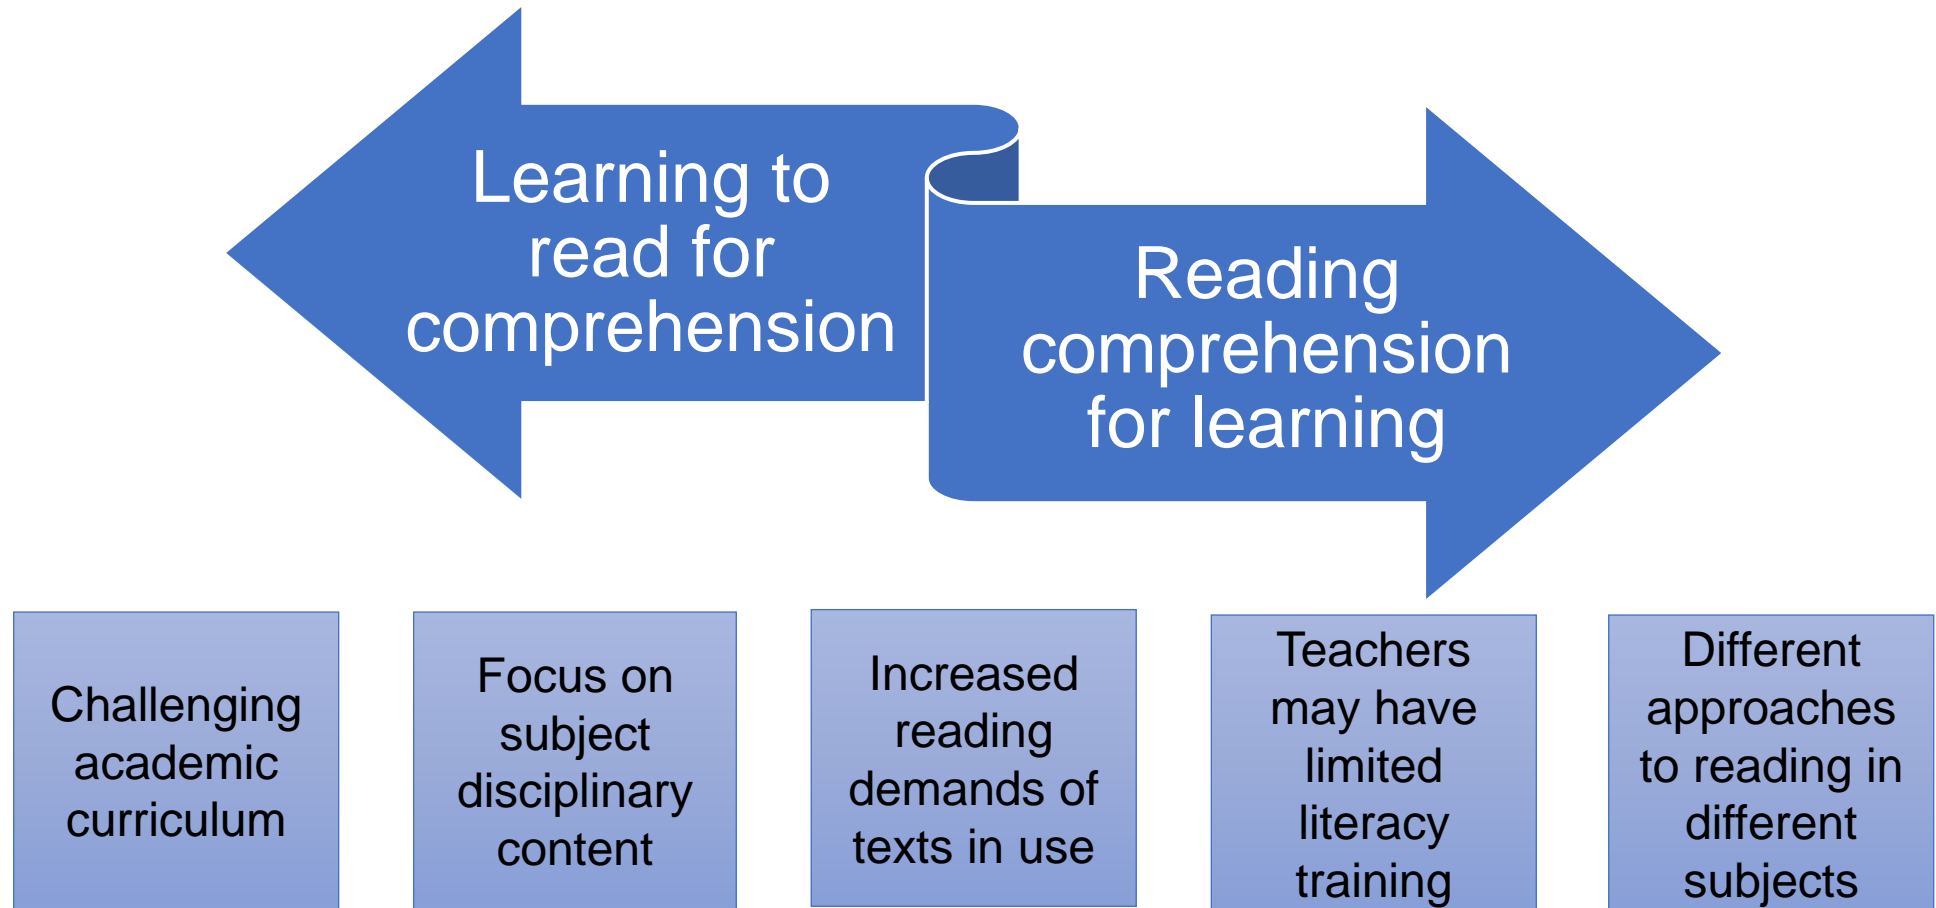 Learning to
read for
comprehension
Reading
comprehension
for learning
Challenging
academic
curriculum
Focus on
subject
disciplinary
content
Increased
reading
demands of
texts in use
Teachers
may have
limited
literacy
training
Different
approaches
to reading in
different
subjects